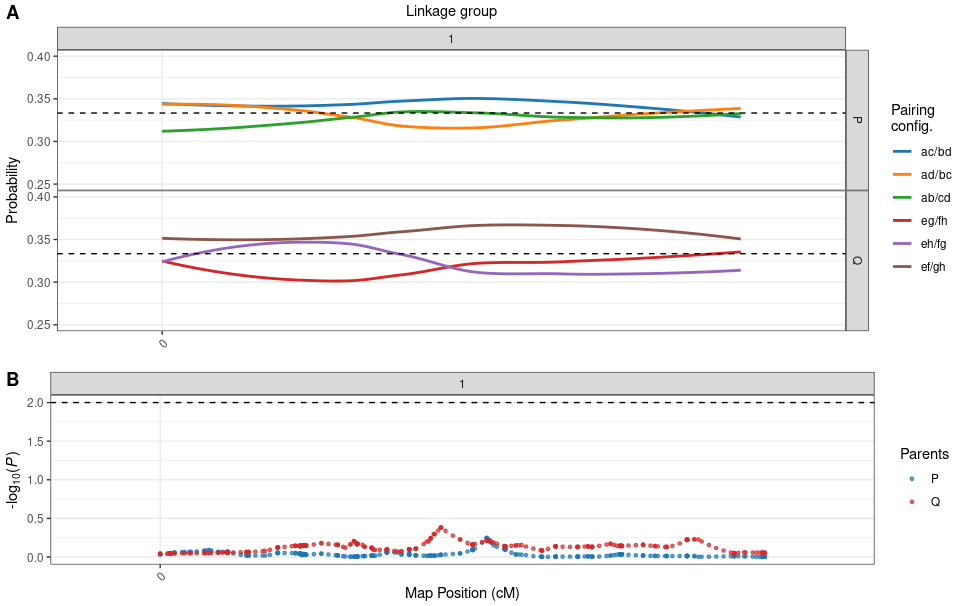 A
Linkage group
1
0.40
0.35
0.30
0.25
P
0.40
0.35
0.30
0.25
Q
Probability
0
Pairing
config.
ac/bd
ad/bc
ab/cd
eg/fh
eh/fg
ef/gh
B
1
2.0
1.5
1.0
0.5
0.0
-log10(P)
0
Map Position (cM)
Parents
P
Q